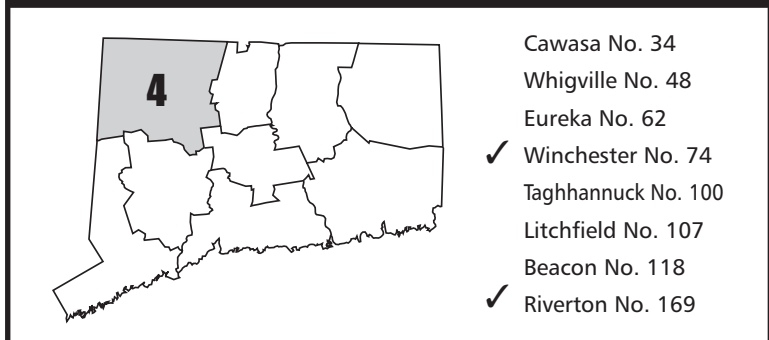 4
Cawasa No. 34
Whigville No. 48
Eureka No. 62
✓ Winchester No. 74
Taghhannuck No. 100
Litchfield No. 107
Beacon No. 118
✓ Riverton No. 169